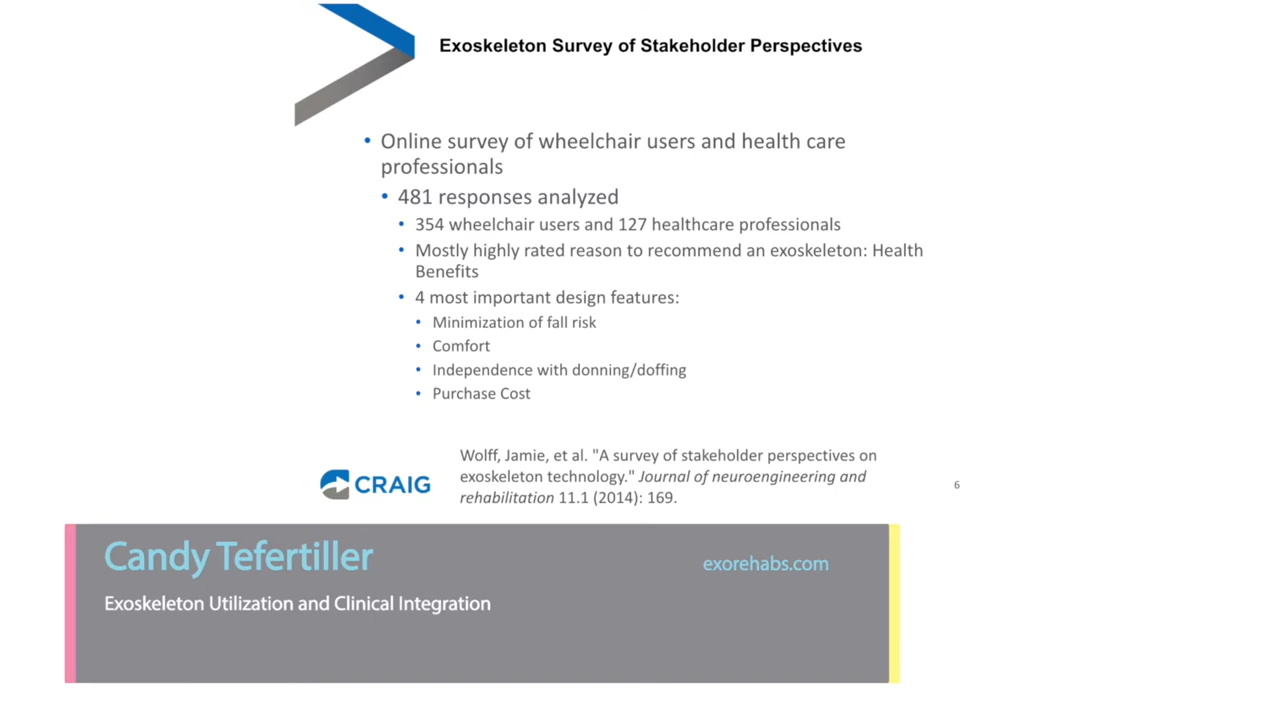 Exoskeleton Survey of Stakeholder Perspectives
• Online survey of wheelchair users and health care
professionals
• 481 responses analyzed
• 354 wheelchair users and 127 healthcare professionals
• Mostly highly rated reason to recommend an exoskeleton: Health
Benefits
• 4 most important design features:
• Minimization of fall risk
• Comfort
• Independence with donning/doffing
• Purchase Cost
Wolff, Jamie, et al. "A survey of stakeholder perspectives on
exoskeleton technology." Journal of neuroengineering and
rehabilitation 11.1 (2014): 169.
CRAIG
6
Candy Tefertiller
exorehabs.com
Exoskeleton Utilization and Clinical Integration